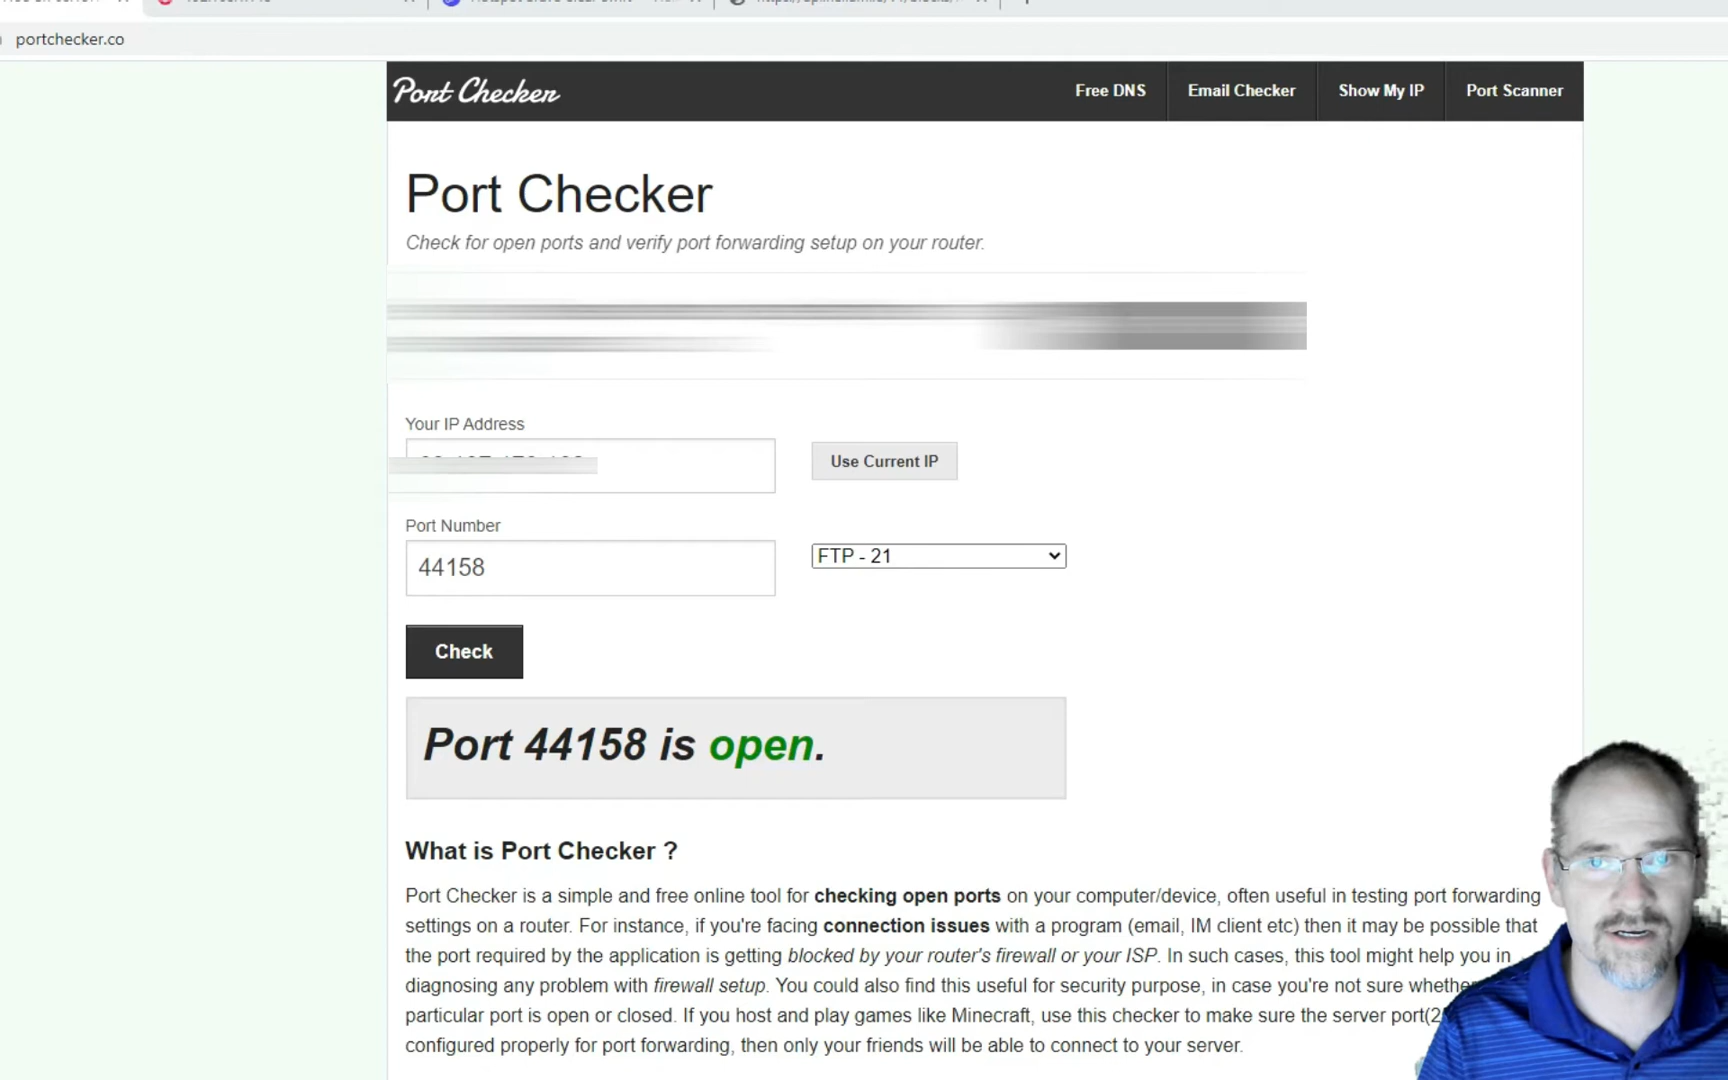 portchecker.co
Port Checker
Free DNS
Email Checker
Show My IP
Port Scanner
Port Checker
Check for open ports and verify port forwarding setup on your router.
Your IP Address
Use Current IP
Port Number
44158
FTP - 21
Check
Port 44158 is open.
What is Port Checker ?
Port Checker is a simple and free online tool for checking open ports on your computer/device, often useful in testing port forwarding
settings on a router. For instance, if you're facing connection issues with a program (email, IM client etc) then it may be possible that
the port required by the application is getting blocked by your router's firewall or your ISP. In such cases, this tool might help you in
diagnosing any problem with firewall setup. You could also find this useful for security purpose, in case you're not sure
particular port is open or closed. If you host and play games like Minecraft, use this checker to make sure the server
configured properly for port forwarding, then only your friends will be able to connect to your server.